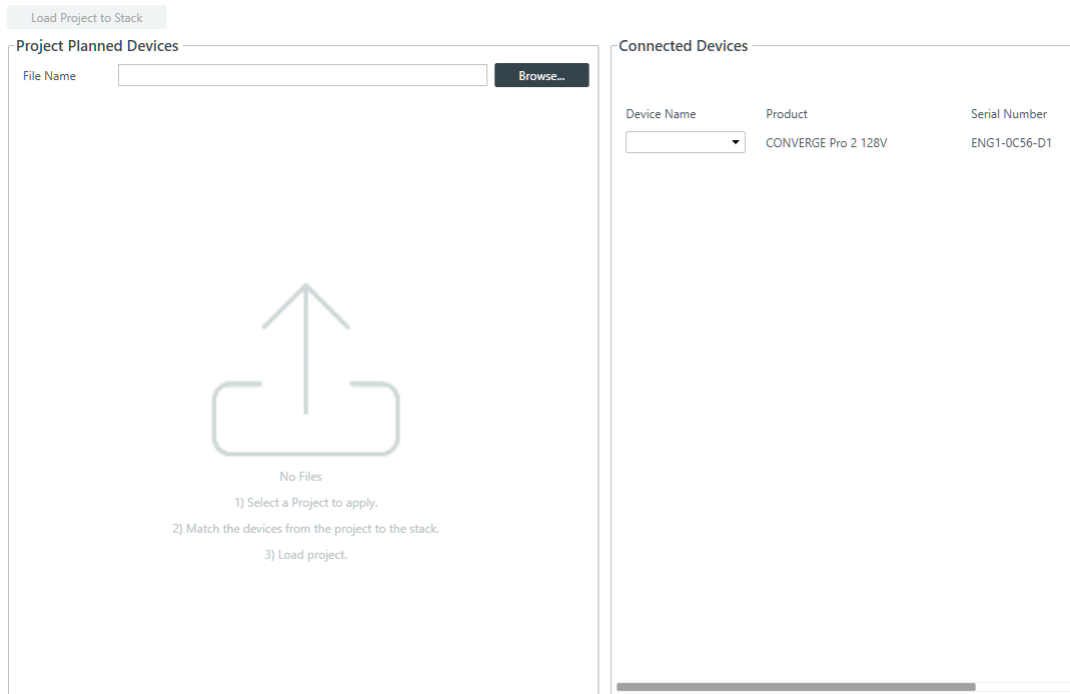 Load Project to Stack
Project Planned Devices
File Name
Browse...
No Files
1) Select a Project to apply.
2) Match the devices from the project to the stack.
3) Load project.
Connected Devices
Device Name Product Serial Number
CONVERGE Pro 2 128V ENG1-0C56-D1